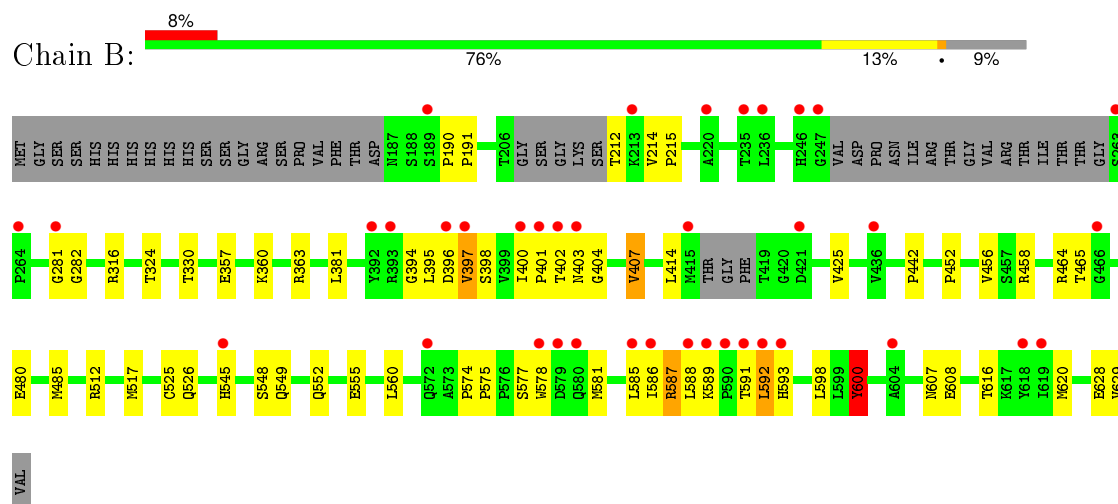 8%
Chain B:
76% 13% • 9%
MET GLY SER SER HIS HIS HIS HIS HIS HIS SER SER GLY ARG SER PRO VAL PHE THR ASP N187 S188 S189 P190 P191 T206 GLY SER GLY LYS SER T212 K213 V214 P215 A220 T235 L236 H246 G247 VAL ASP PRO ASN ILE ARG THR GLY VAL ARG THR ILE THR THR GLY S263
P264 G281 G282 R316 T324 T330 E357 K360 R363 L381 Y392 R393 G394 L395 D396 V397 S398 V399 I400 P401 T402 N403 G404 V407 L414 M415 THR GLY PHE T419 G420 D421 V425 V436 P442 P452 V456 S457 R458 R464 T465 G466
E480 M485 R512 M517 C525 Q526 H545 S548 Q549 Q552 E555 L560 Q572 A573 P574 P575 P576 S577 W578 D579 Q580 M581 L585 I586 R587 L588 K589 P590 T591 L592 H593 L598 L599 Y600 A604 N607 E608 T616 K617 Y618 I619 M620 E628 V629
VAL